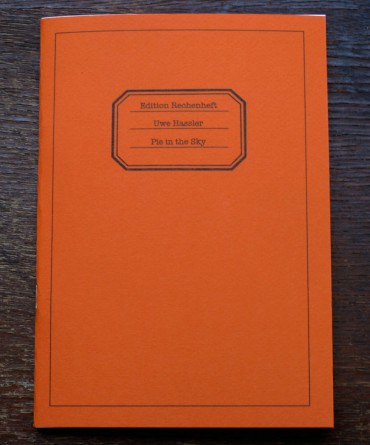 Edition Rechenheft
Uwe Hassler
Pie in the Sky